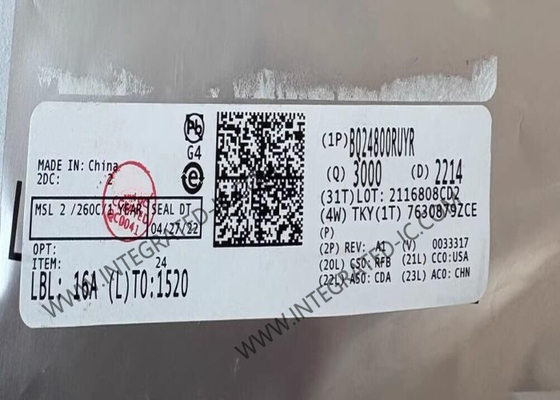 Pb
G4
e
MADE IN: China
2DC: 2
MSL 2 /260C/1 YEAR
SEAL DT
04/27/22
OPT:
ITEM: 24
LBL: 16A (L)TO:1520
(1P)BQ24800RUYR
(Q) 3000 (D) 2214
(31T)LOT: 2116808CD2
(4W) TKY(1T) 7630879ZCE
(P)
(2P) REV: A1 (V) 0033317
(20L) CSO: RFB (21L) CCO:USA
(22L) ASO: CDA (23L) ACO: CHN
WWW.INTEGRATED-IC.COM
WWW.INTEGRATED-IC.COM